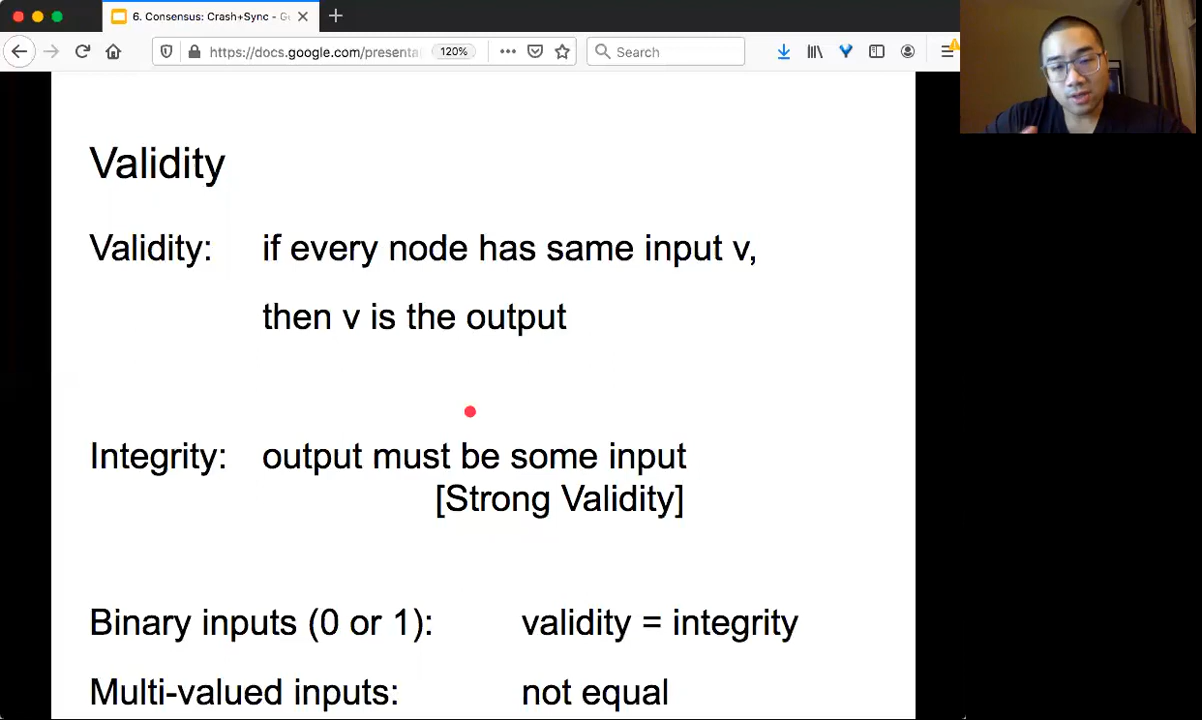 6. Consensus: Crash+Sync - G
https://docs.google.com/presenta
120%
Search
Validity
Validity: if every node has same input v,
then v is the output
Integrity: output must be some input
[Strong Validity]
Binary inputs (0 or 1): validity = integrity
Multi-valued inputs: not equal